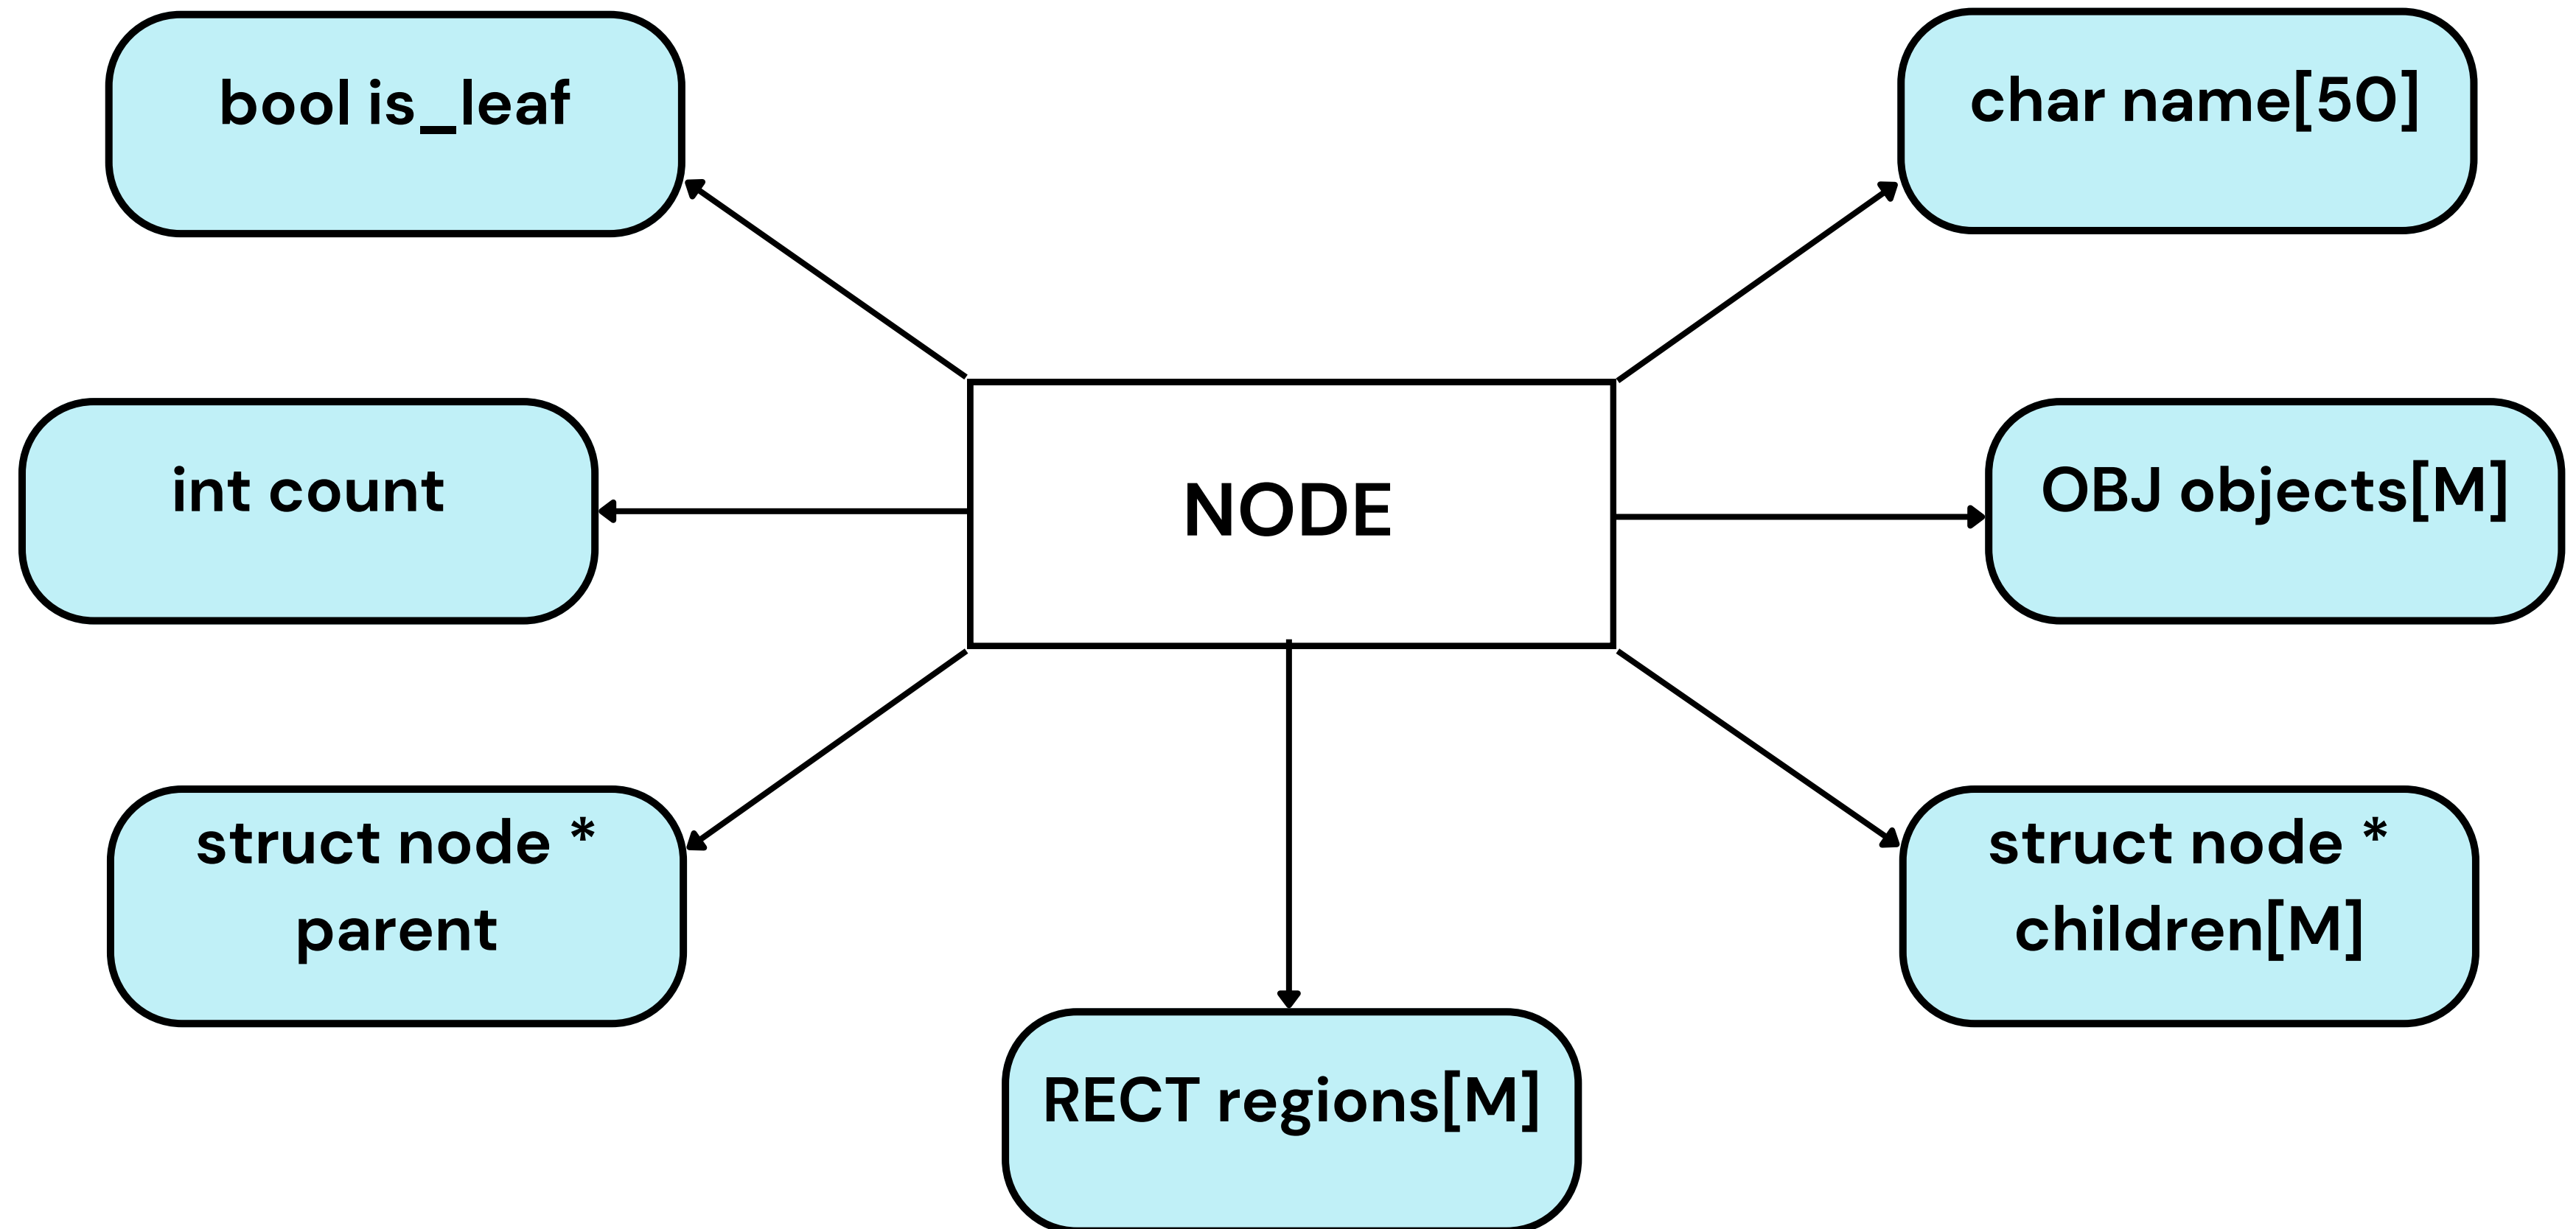 bool is_leaf
char name[50]
int count
NODE
OBJ objects[M]
struct node *
parent
struct node *
children[M]
RECT regions[M]